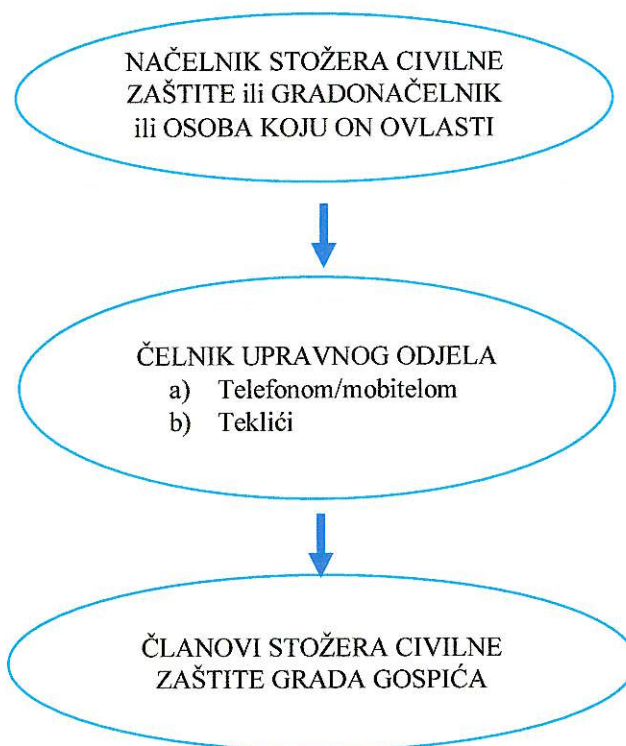 NAČELNIK STOŽERA CIVILNE
ZAŠTITE ili GRADONAČELNIK
ili OSOBA KOJU ON OVLASTI
ČELNIK UPRAVNOG ODJELA
a) Telefonom/mobitelom
b) Teklići
ČLANOVI STOŽERA CIVILNE
ZAŠTITE GRADA GOSPIĆA